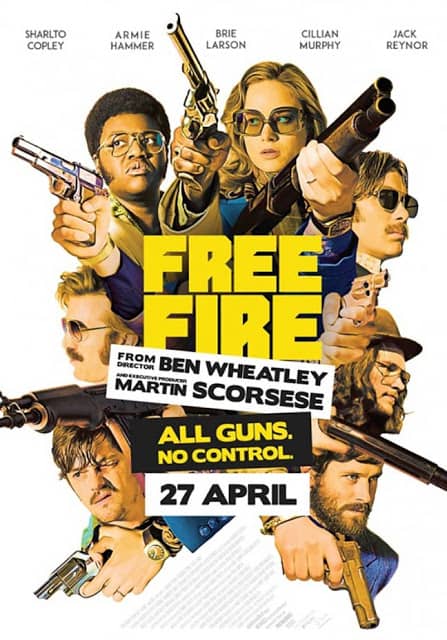 SHARLTO COPLEY
ARMIE HAMMER
BRIE LARSON
CILLIAN MURPHY
JACK REYNOR
FREE
FIRE
FROM DIRECTOR BEN WHEATLEY
AND EXECUTIVE PRODUCER MARTIN SCORSESE
ALL GUNS.
NO CONTROL.
27 APRIL